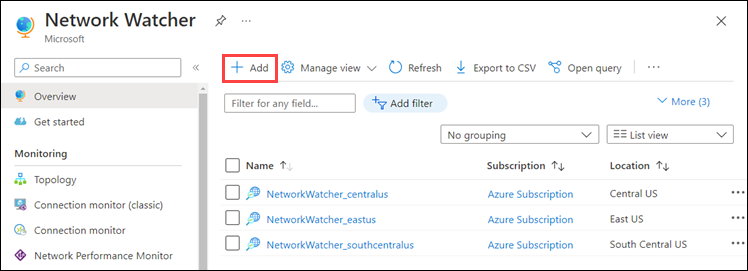 Network Watcher
Microsoft
Search
Overview
Get started
Monitoring
Topology
Connection monitor (classic)
Connection monitor
Network Performance Monitor
Add Manage view Refresh Export to CSV Open query
Filter for any field... Add filter More (3)
No grouping List view
Name Subscription Location
NetworkWatcher_centralus Azure Subscription Central US
NetworkWatcher_eastus Azure Subscription East US
NetworkWatcher_southcentralus Azure Subscription South Central US